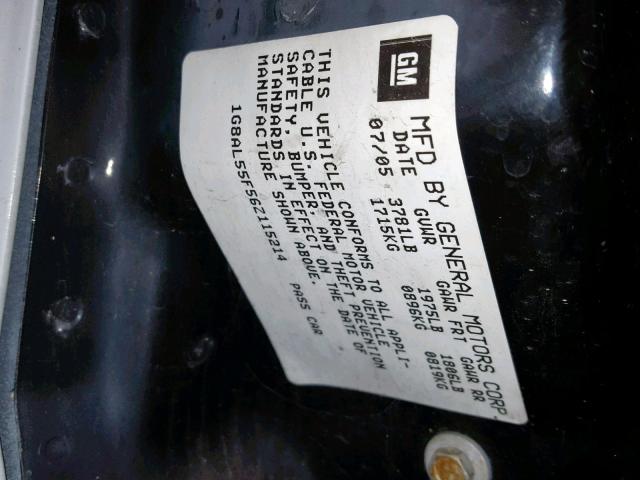 GM MFD BY GENERAL MOTORS CORP
DATE GVWR GAWR FRT GAWR RR
07/05 3781LB 1975LB 1806LB
1715KG 0896KG 0819KG
THIS VEHICLE CONFORMS TO ALL APPLI-
CABLE U.S. FEDERAL MOTOR VEHICLE
SAFETY, BUMPER, AND THEFT PREVENTION
STANDARDS IN EFFECT ON THE DATE OF
MANUFACTURE SHOWN ABOVE.
1G8AL55F56Z115214 PASS CAR